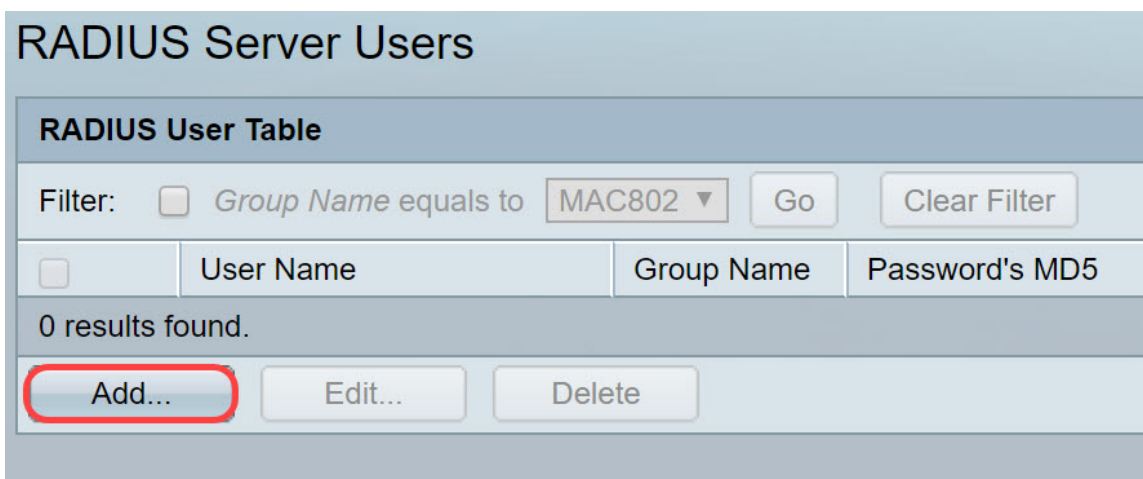 RADIUS Server Users
RADIUS User Table
Filter: Group Name equals to MAC802 Go Clear Filter
User Name Group Name Password's MD5
0 results found.
Add... Edit... Delete